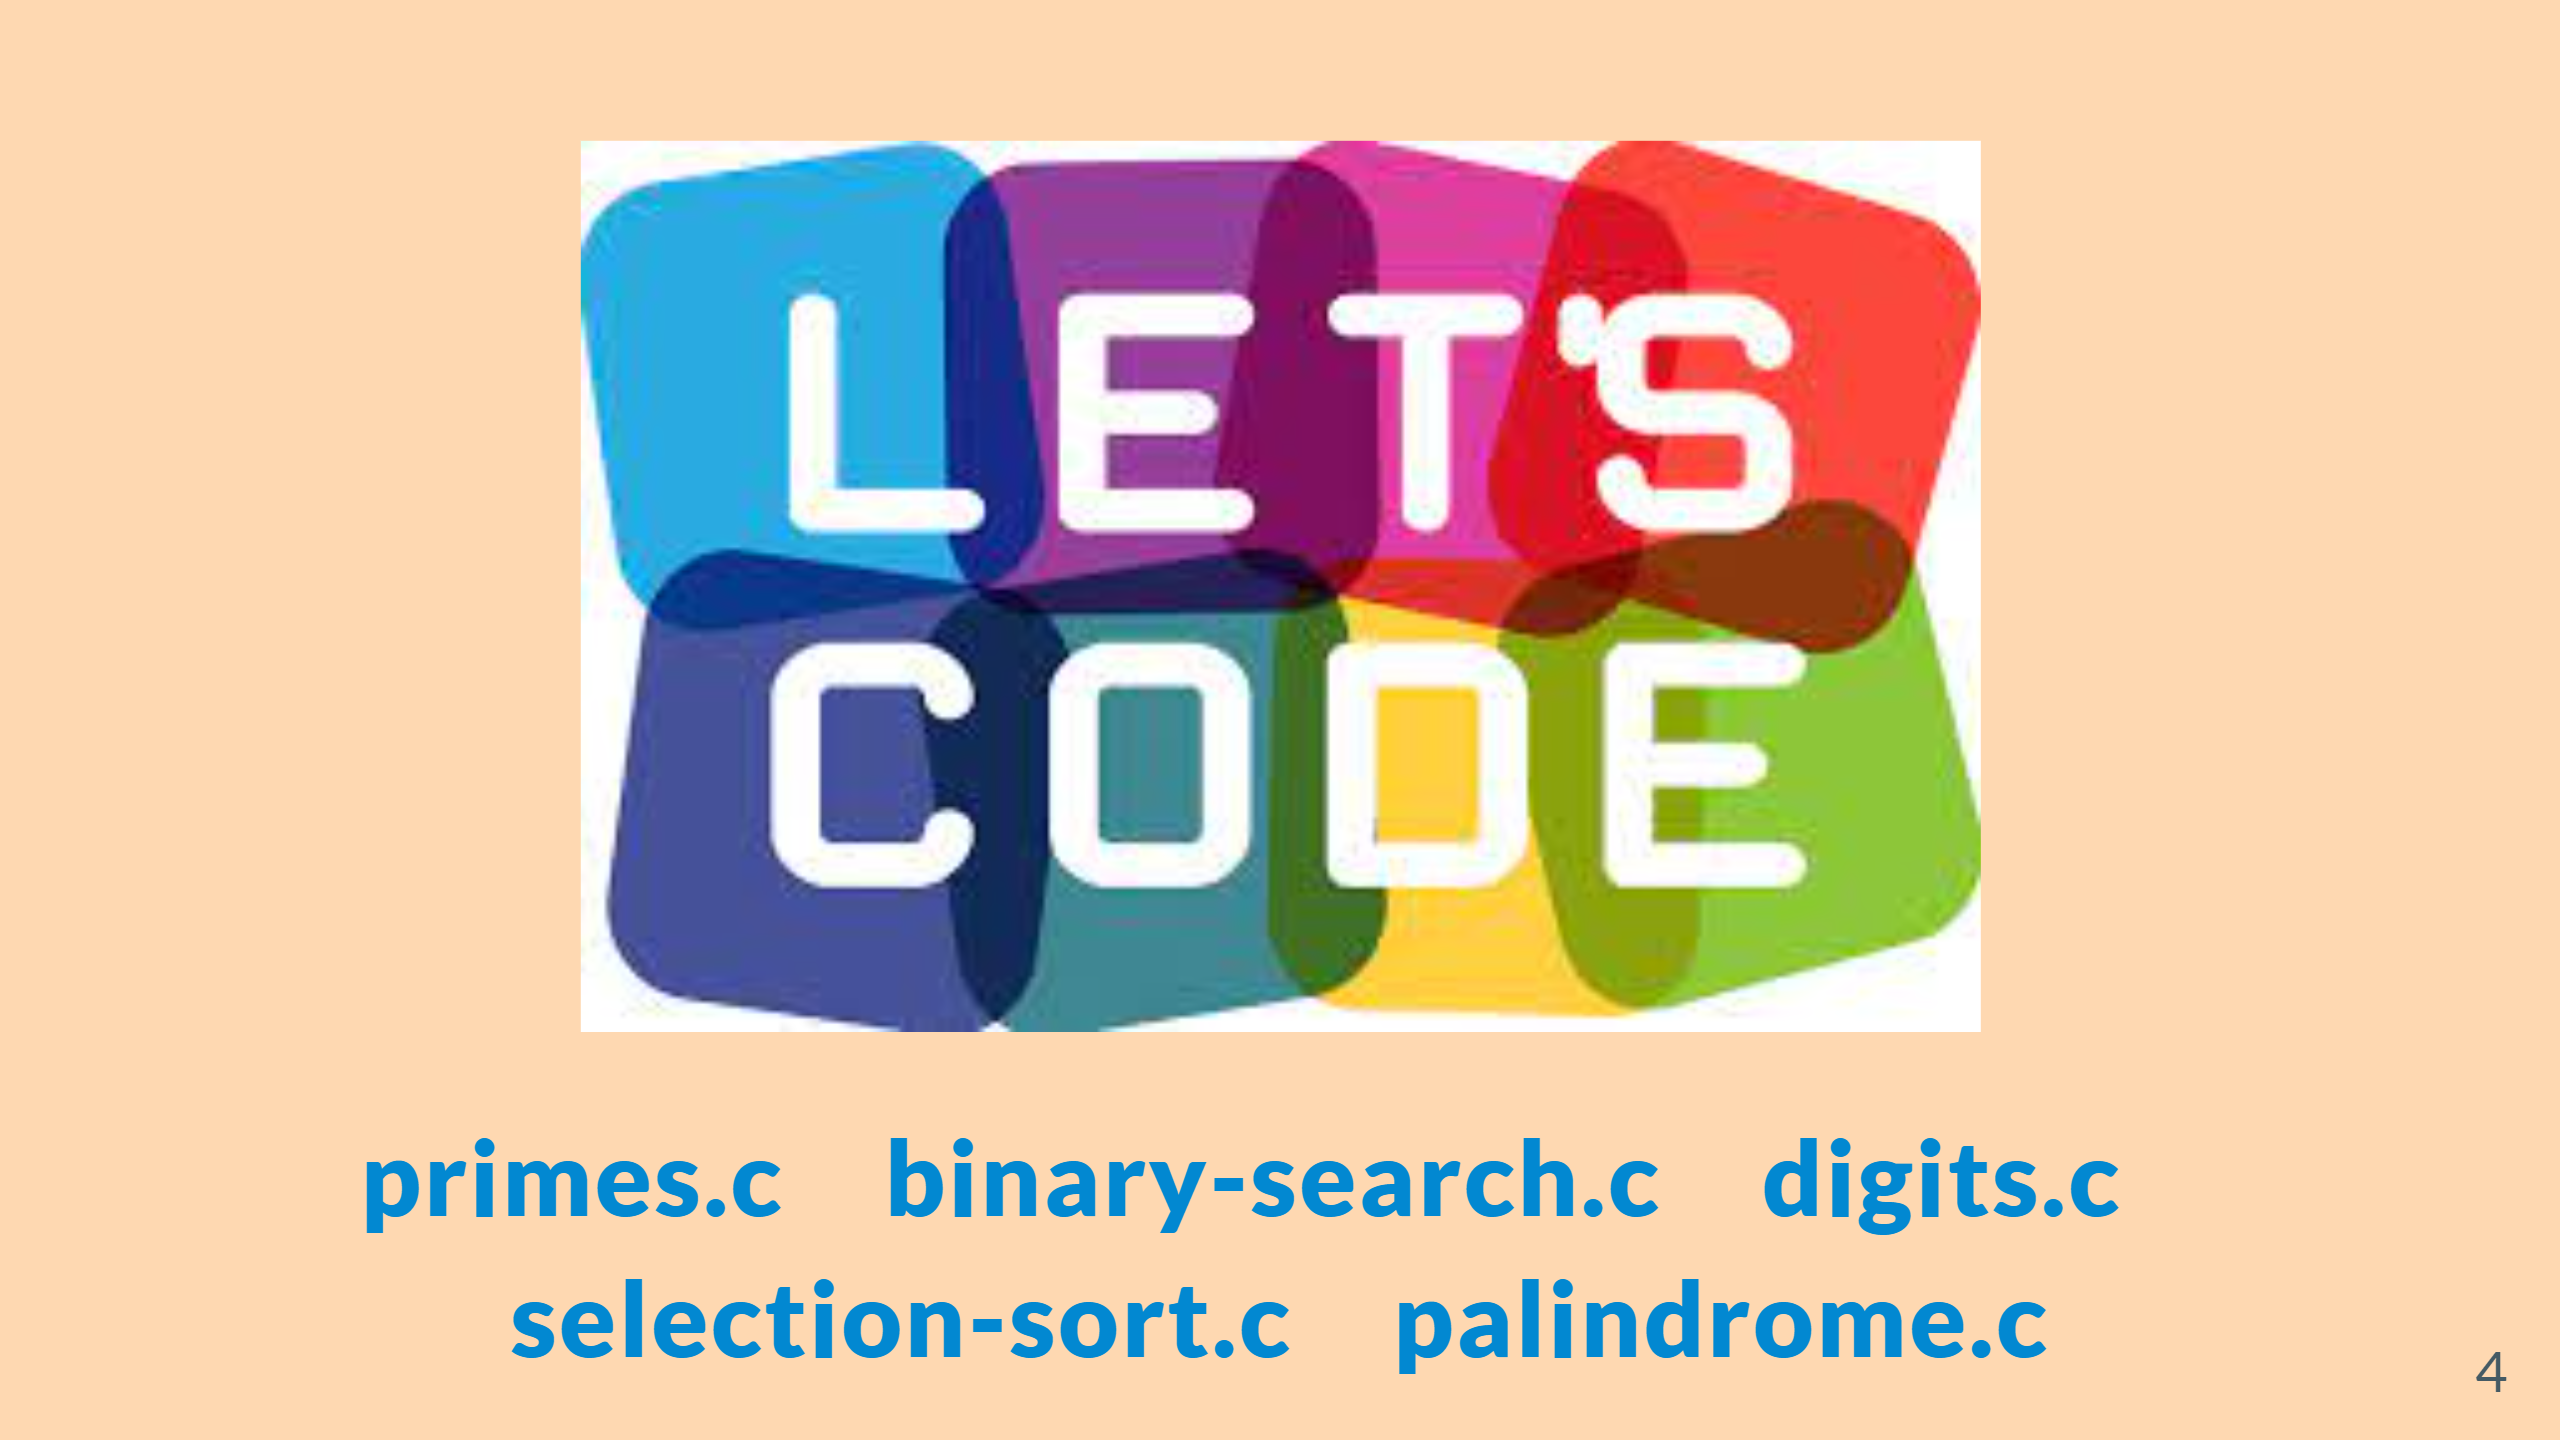 LET'S
CODE
primes.c binary-search.c digits.c
selection-sort.c palindrome.c
4